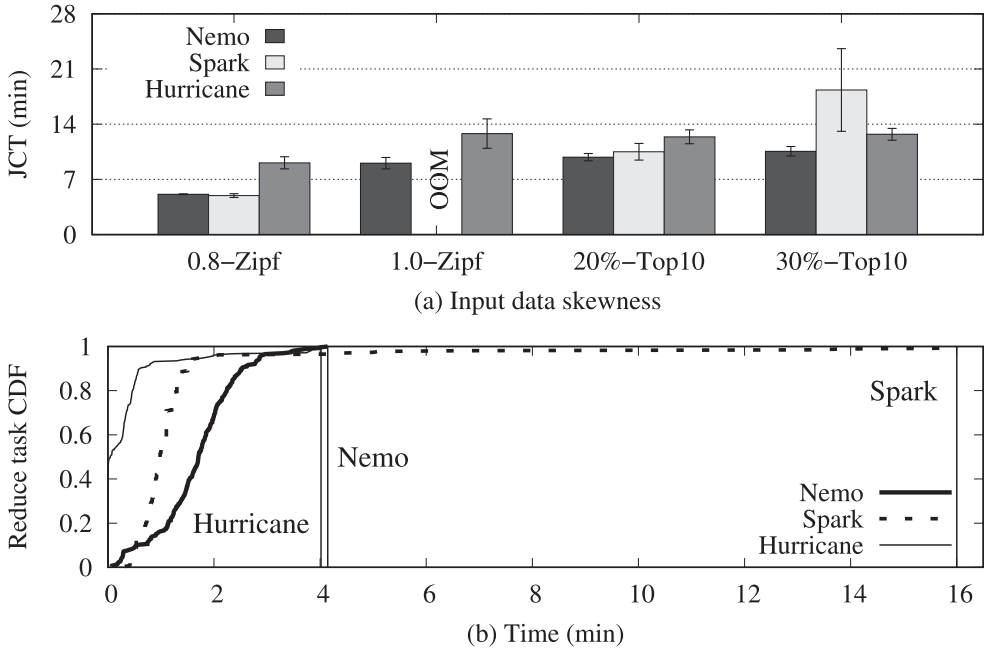 28
21
14
7
0
JCT (min)
Nemo
Spark
Hurricane
OOM
0.8−Zipf 1.0−Zipf 20%−Top10 30%−Top10
(a) Input data skewness
1
0.8
0.6
0.4
0.2
0
Reduce task CDF
Spark
Nemo
Hurricane
Nemo
Spark
Hurricane
0 2 4 6 8 10 12 14 16
(b) Time (min)